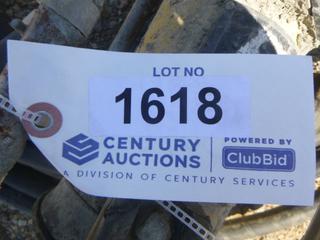 LOT NO
1618
CENTURY AUCTIONS
POWERED BY
ClubBid
A DIVISION OF CENTURY SERVICES